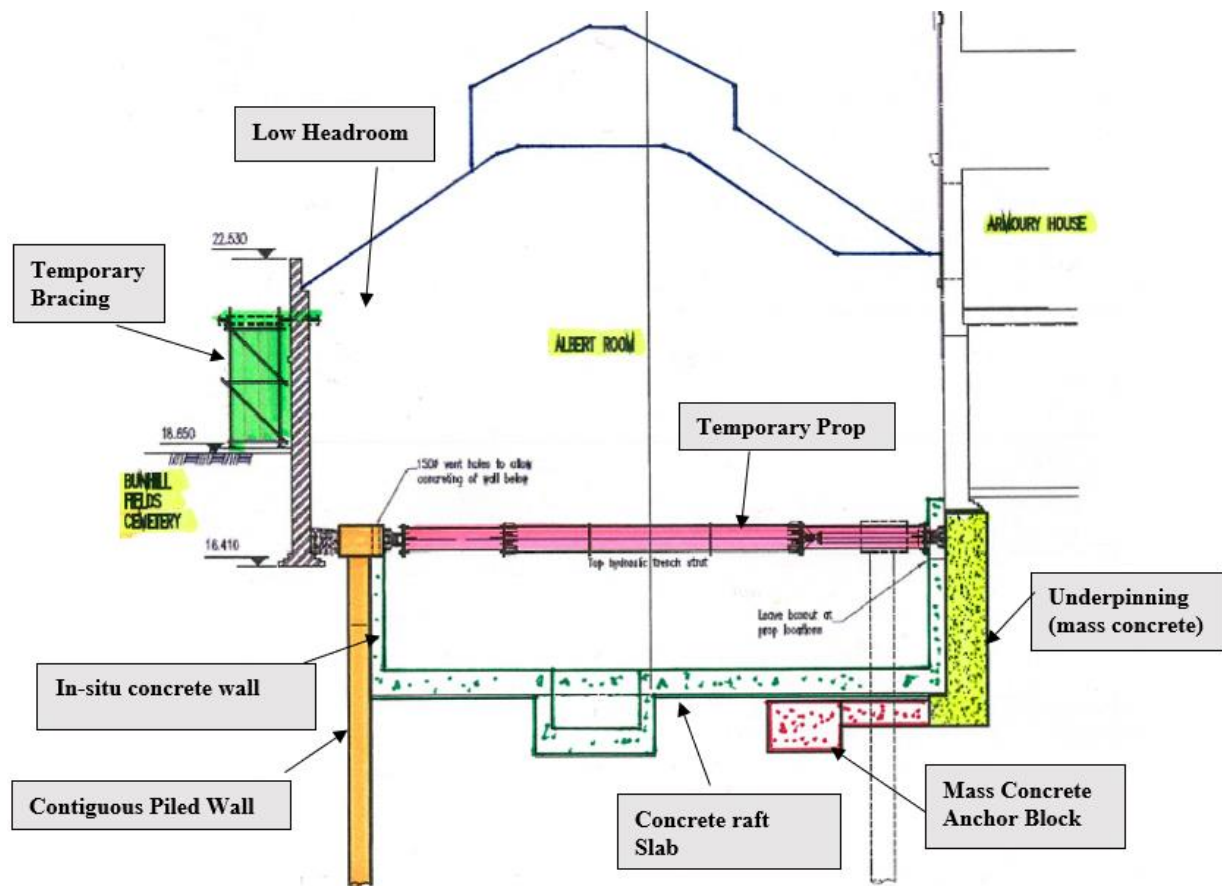 Low Headroom
ARMOURY HOUSE
22.530
Temporary
Bracing
ALBERT ROOM
Temporary Prop
18.650
BUNHILL
FIELDS
CEMETERY
150# vent holes to allow
concreting of wall below
16.410
Top hydraulic trench strut
Leave boxout at
prop locations
Underpinning
(mass concrete)
In-situ concrete wall
Contiguous Piled Wall
Concrete raft
Slab
Mass Concrete
Anchor Block